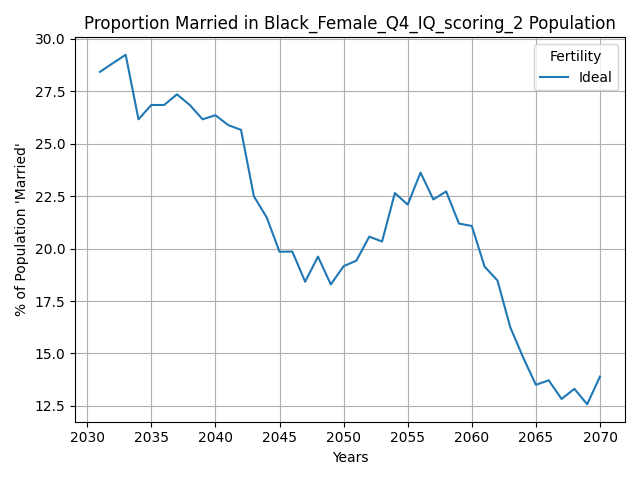 Proportion Married in Black_Female_Q4_IQ_scoring_2 Population
% of Population 'Married'
30.0
27.5
25.0
22.5
20.0
17.5
15.0
12.5
Fertility
Ideal
2030 2035 2040 2045 2050 2055 2060 2065 2070
Years